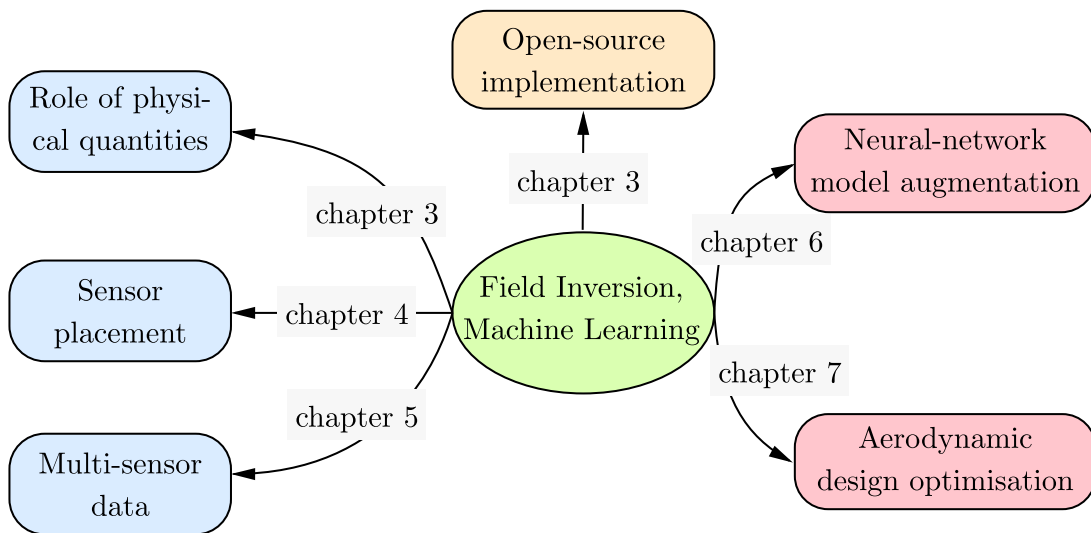 Open-source
implementation
Role of physi-
cal quantities
Neural-network
model augmentation
chapter 3
chapter 3
chapter 6
Sensor
placement
chapter 4
Field Inversion,
Machine Learning
chapter 7
chapter 5
Multi-sensor
data
Aerodynamic
design optimisation